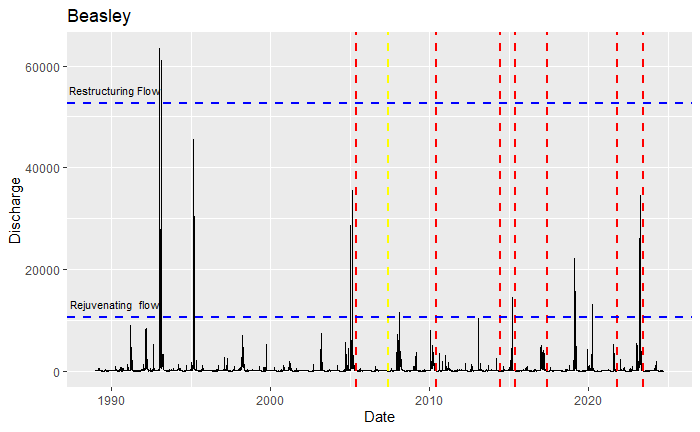 Beasley
Discharge
60000
40000
20000
0
Restructuring Flow
Rejuvenating  flow
1990
2000
2010
2020
Date